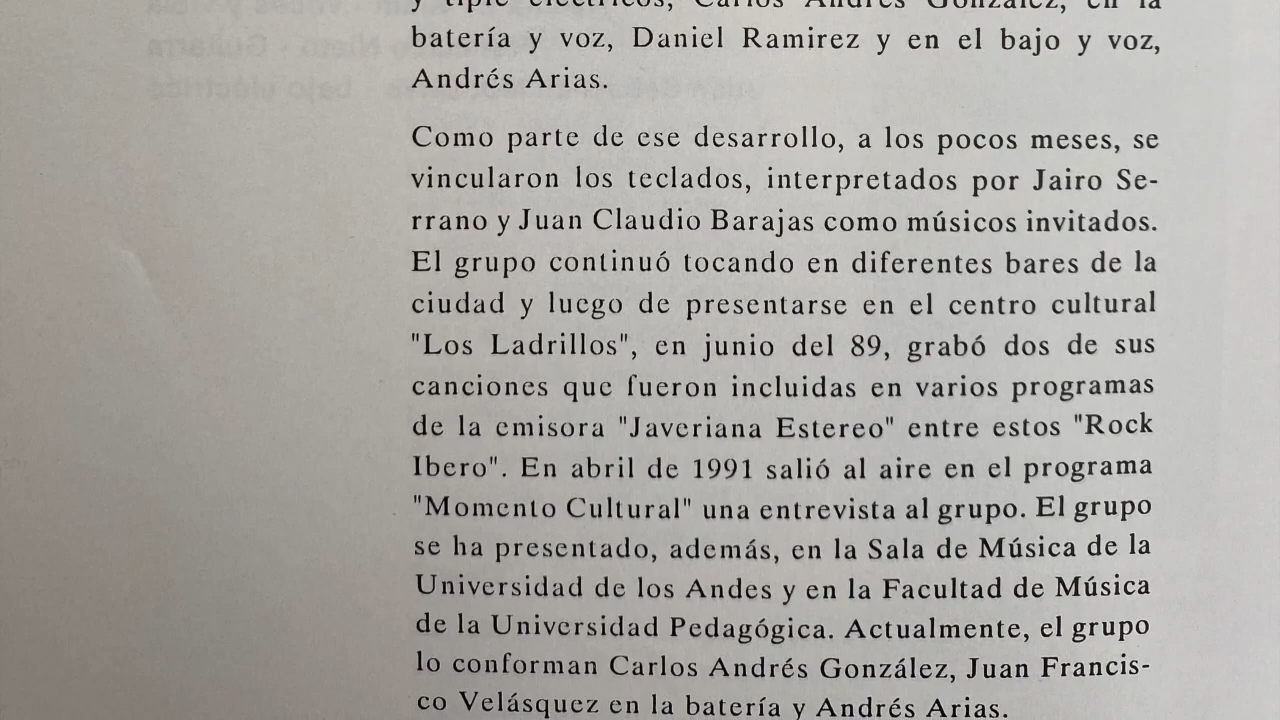 y tiple eléctricos, Carlos Andrés González, en la
batería y voz, Daniel Ramirez y en el bajo y voz,
Andrés Arias.
Como parte de ese desarrollo, a los pocos meses, se
vincularon los teclados, interpretados por Jairo Se-
rrano y Juan Claudio Barajas como músicos invitados.
El grupo continuó tocando en diferentes bares de la
ciudad y luego de presentarse en el centro cultural
"Los Ladrillos", en junio del 89, grabó dos de sus
canciones que fueron incluidas en varios programas
de la emisora "Javeriana Estereo" entre estos "Rock
Ibero". En abril de 1991 salió al aire en el programa
"Momento Cultural" una entrevista al grupo. El grupo
se ha presentado, además, en la Sala de Música de la
Universidad de los Andes y en la Facultad de Música
de la Universidad Pedagógica. Actualmente, el grupo
lo conforman Carlos Andrés González, Juan Francis-
co Velásquez en la batería y Andrés Arias.